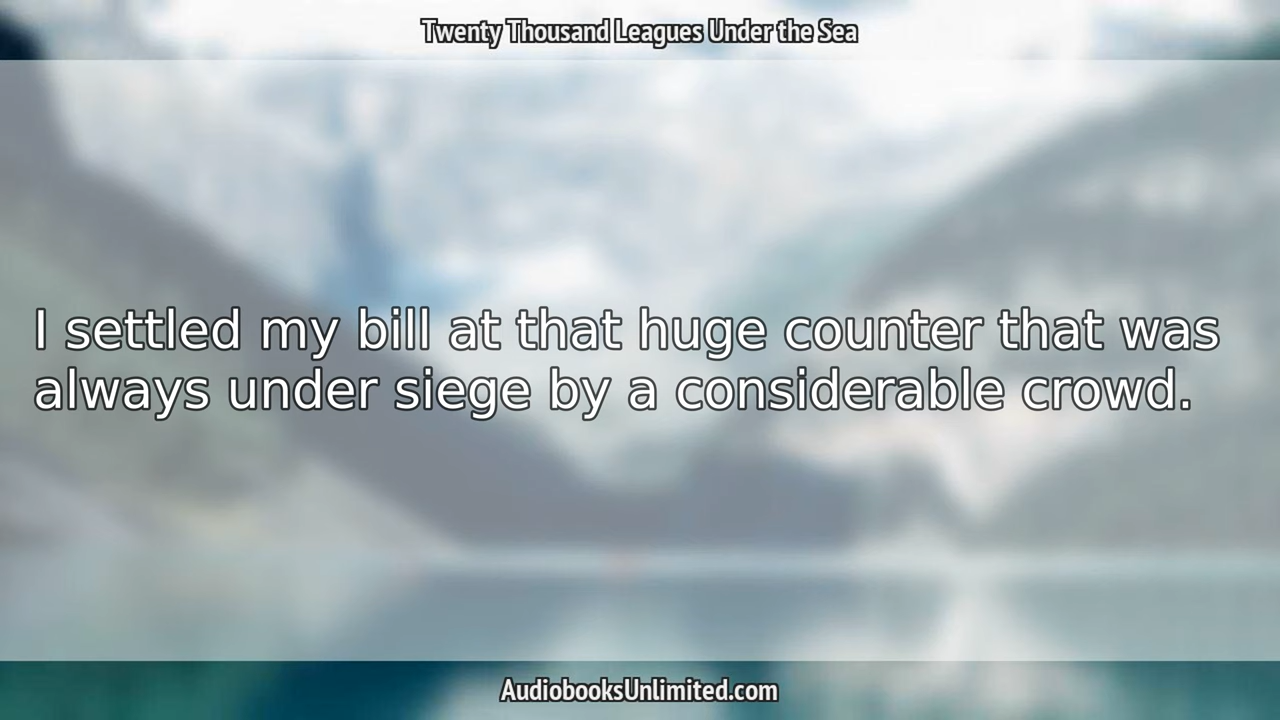 Twenty Thousand Leagues Under the Sea
I settled my bill at that huge counter that was
always under siege by a considerable crowd.
AudiobooksUnlimited.com